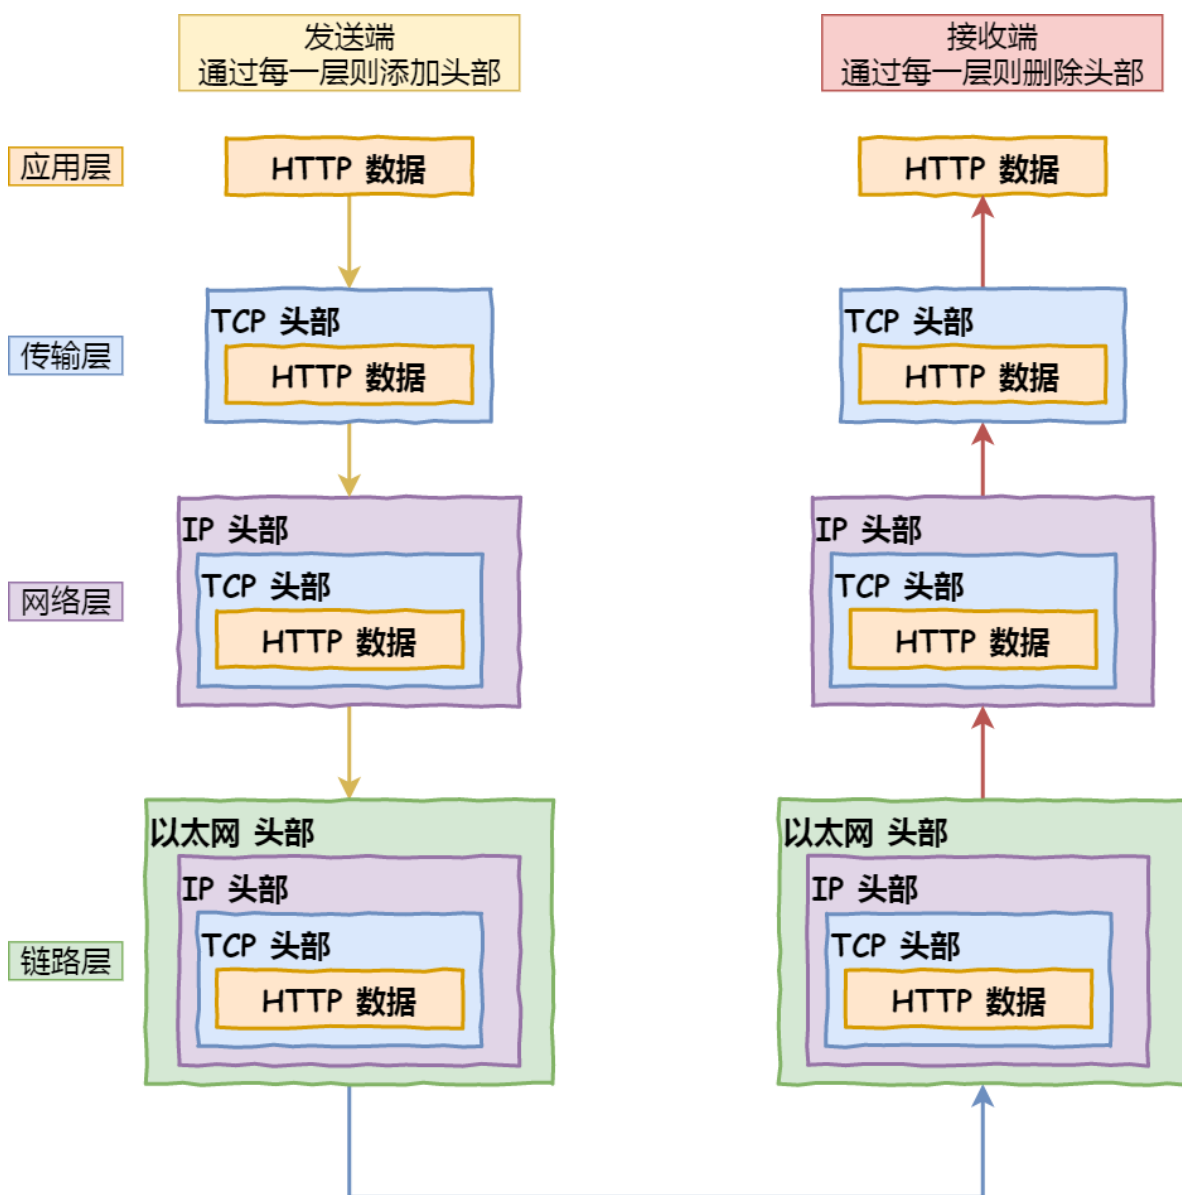 发送端
通过每一层则添加头部
接收端
通过每一层则删除头部
应用层
HTTP 数据
HTTP 数据
传输层
TCP 头部
HTTP 数据
TCP 头部
HTTP 数据
网络层
IP 头部
TCP 头部
HTTP 数据
IP 头部
TCP 头部
HTTP 数据
链路层
以太网 头部
IP 头部
TCP 头部
HTTP 数据
以太网 头部
IP 头部
TCP 头部
HTTP 数据